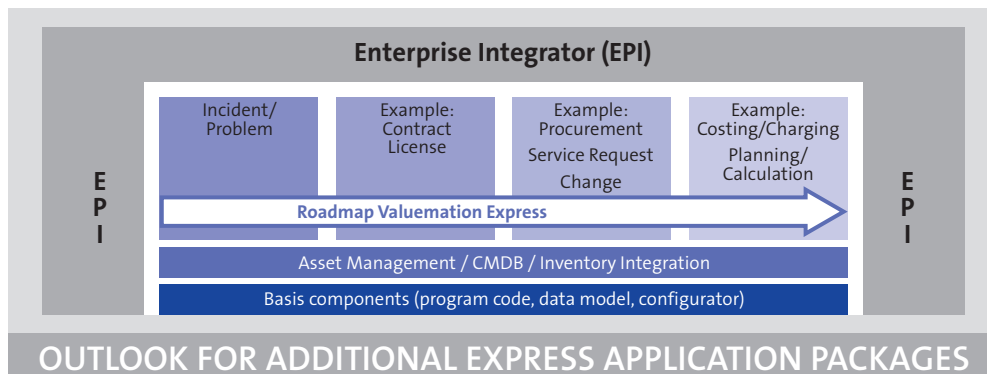 Enterprise Integrator (EPI)
Incident/
Problem
Example:
Contract
License
Example:
Procurement
Service Request
Change
Example:
Costing/Charging
Planning/
Calculation
E
P
I
E
P
I
Roadmap Valuemation Express
Asset Management / CMDB / Inventory Integration
Basis components (program code, data model, configurator)
OUTLOOK FOR ADDITIONAL EXPRESS APPLICATION PACKAGES